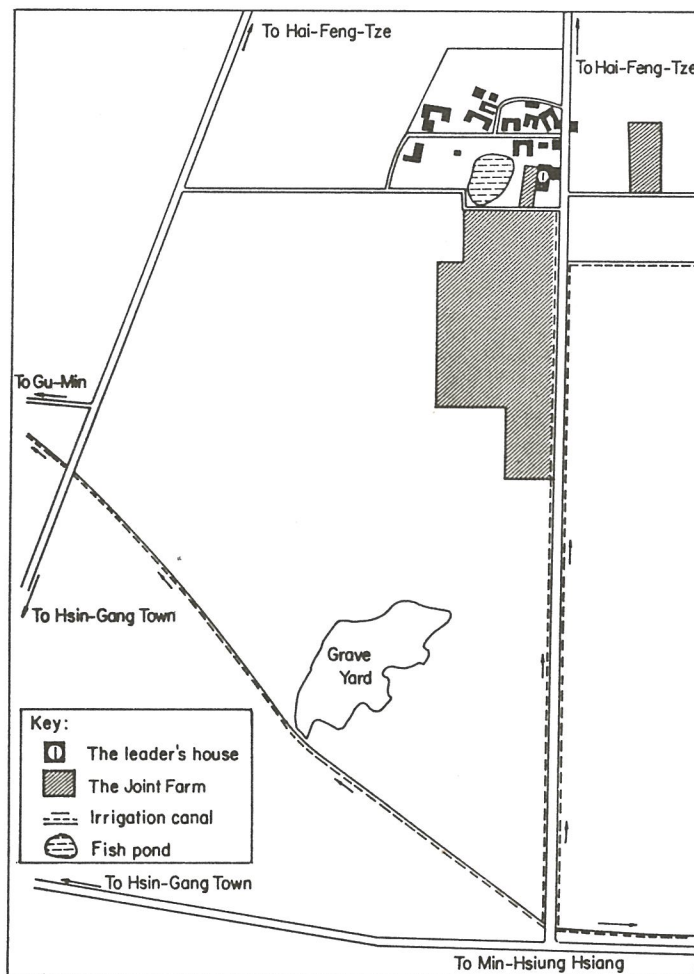 To Hai-Feng-Tze
To Hai-Feng-Tze
To Gu-Min
To Hsin-Gang Town
Grave
Yard
Key:
The leader's house
The Joint Farm
Irrigation canal
Fish pond
To Hsin-Gang Town
To Min-Hsiung Hsiang